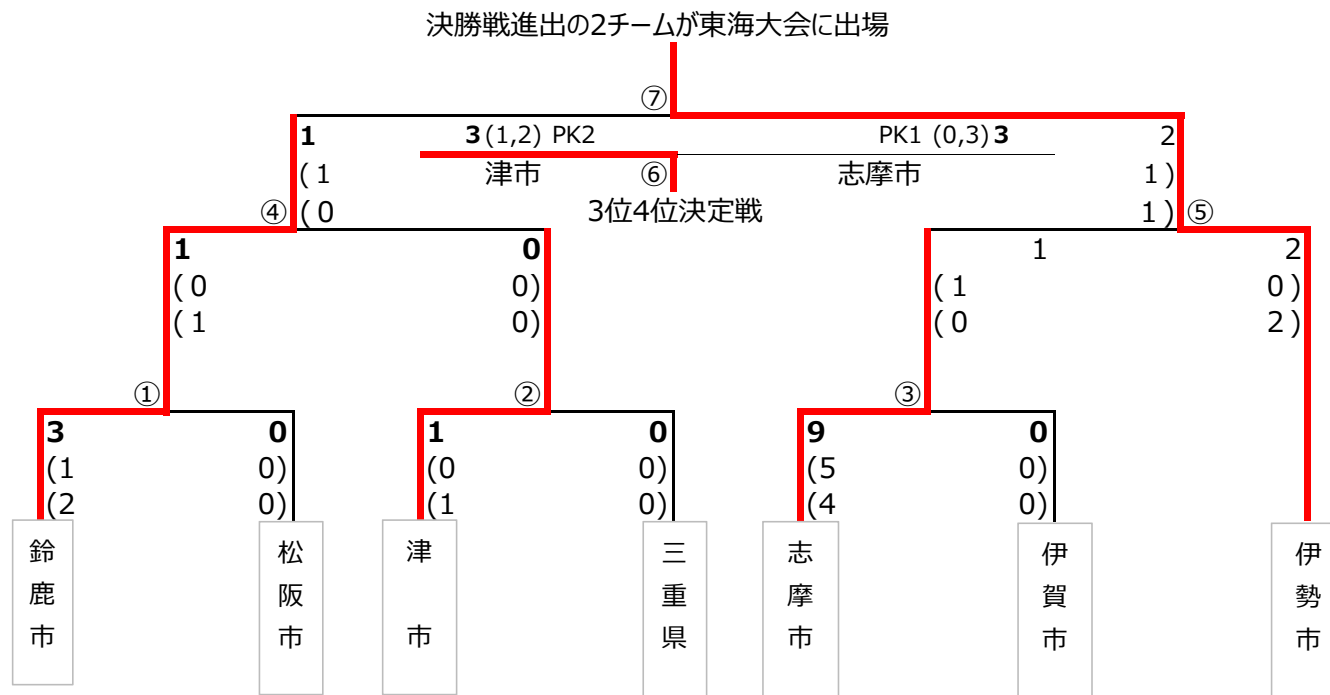 決勝戦進出の2チームが東海大会に出場
⑦
1 3(1,2) PK2 PK1 (0,3)3 2
(1 津市 ⑥ 志摩市 1)
④ (0 3位4位決定戦 1) ⑤
1 0 1 2
(0 0) (1 0)
(1 0) (0 2)
① ② ③
3 0 1 0 9 0
(1 0) (0 0) (5 0)
(2 0) (1 0) (4 0)
鈴鹿市
松阪市
津市
三重県
志摩市
伊賀市
伊勢市